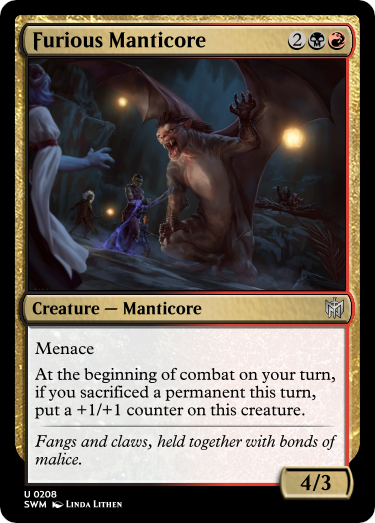 Furious Manticore
2
Creature — Manticore
Menace
At the beginning of combat on your turn,
if you sacrificed a permanent this turn,
put a +1/+1 counter on this creature.
Fangs and claws, held together with bonds of
malice.
4/3
U 0208
SWM Linda Lithen